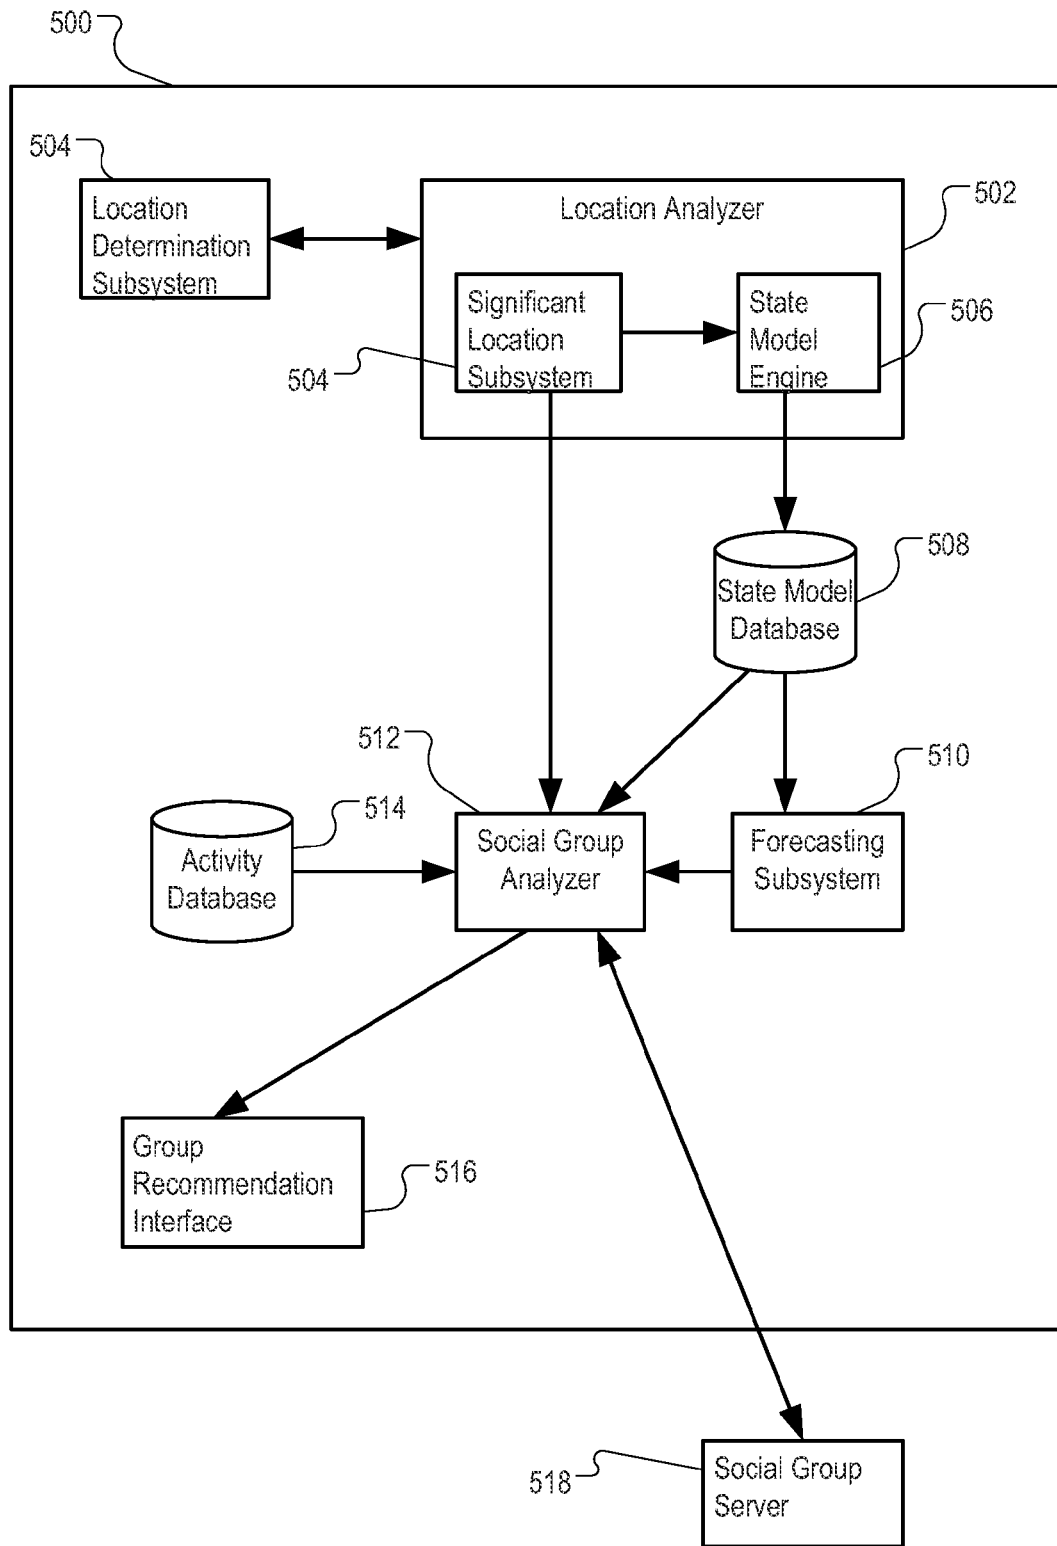 500
504
Location
Determination
Subsystem
Location Analyzer
502
Significant
Location
Subsystem
504
State
Model
Engine
506
State Model
Database
508
512
510
514
Activity
Database
Social Group
Analyzer
Forecasting
Subsystem
Group
Recommendation
Interface
516
518
Social Group
Server